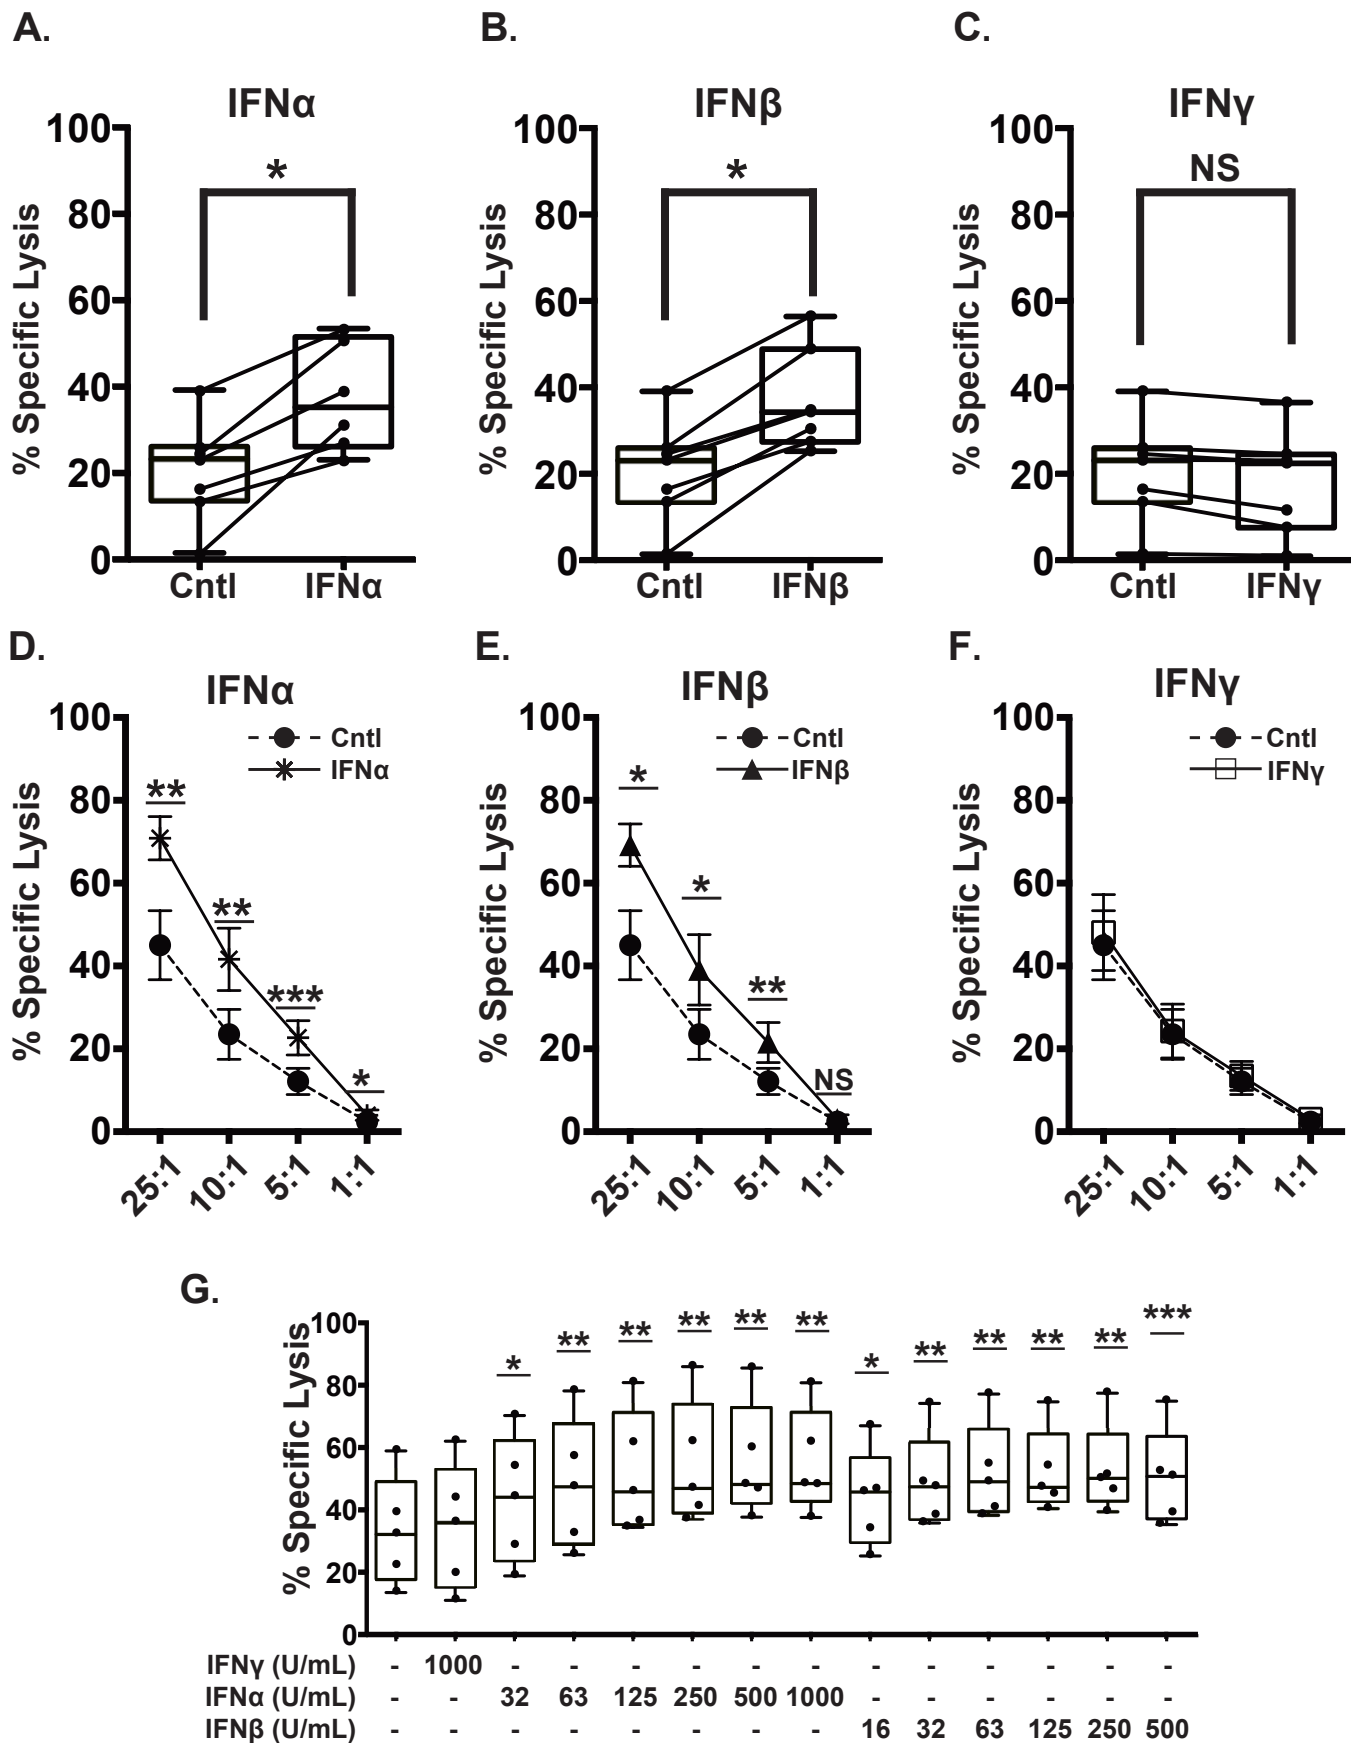 A.
B.
C.
IFNα
IFNβ
IFNγ
100
80
60
40
20
0
% Specific Lysis
*
Cntl
IFNα
100
80
60
40
20
0
% Specific Lysis
*
Cntl
IFNβ
100
80
60
40
20
0
% Specific Lysis
NS
Cntl
IFNγ
D.
E.
F.
IFNα
IFNβ
IFNγ
100
80
60
40
20
0
% Specific Lysis
Cntl
IFNα
**
**
***
*
25:1
10:1
5:1
1:1
100
80
60
40
20
0
% Specific Lysis
Cntl
IFNβ
*
*
**
NS
25:1
10:1
5:1
1:1
100
80
60
40
20
0
% Specific Lysis
Cntl
IFNγ
25:1
10:1
5:1
1:1
G.
100
80
60
40
20
0
% Specific Lysis
* ** ** ** ** ** * ** ** ** ** ***
IFNγ (U/mL) - 1000 - - - - - - - - - - - -
IFNα (U/mL) - - 32 63 125 250 500 1000 - - - - - -
IFNβ (U/mL) - - - - - - - - 16 32 63 125 250 500